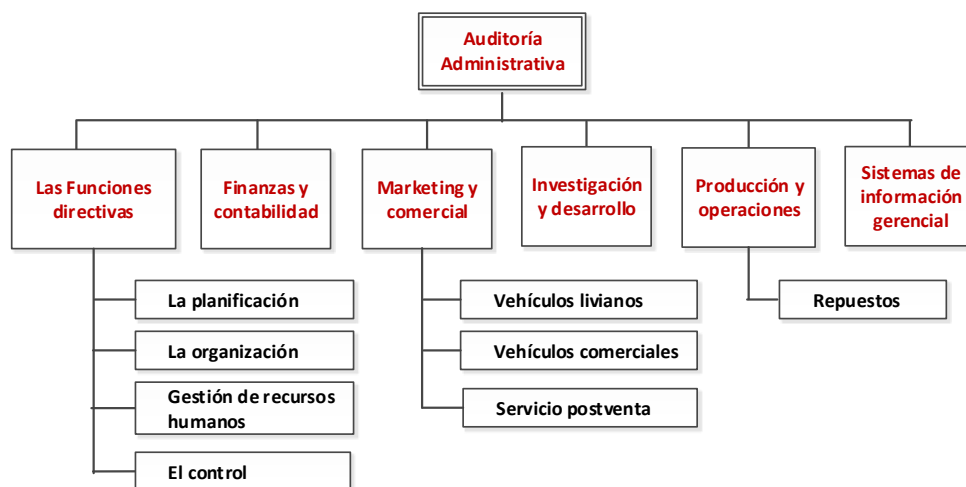 Auditoría
Administrativa
Las Funciones
directivas
Finanzas y
contabilidad
Marketing y
comercial
Investigación
y desarrollo
Producción y
operaciones
Sistemas de
información
gerencial
La planificación
La organización
Gestión de recursos
humanos
El control
Vehículos livianos
Vehículos comerciales
Servicio postventa
Repuestos